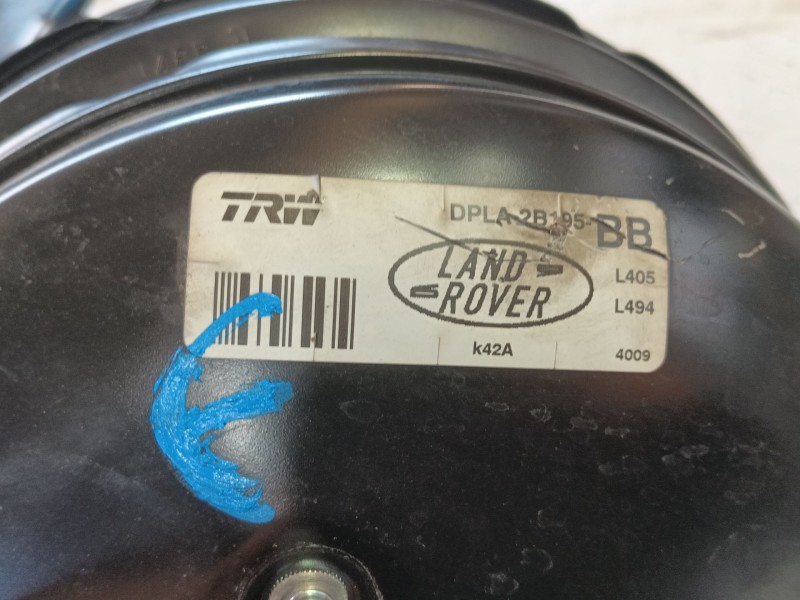 TRW
DPLA-2B195-BB
LAND
ROVER
L405
L494
k42A
4009